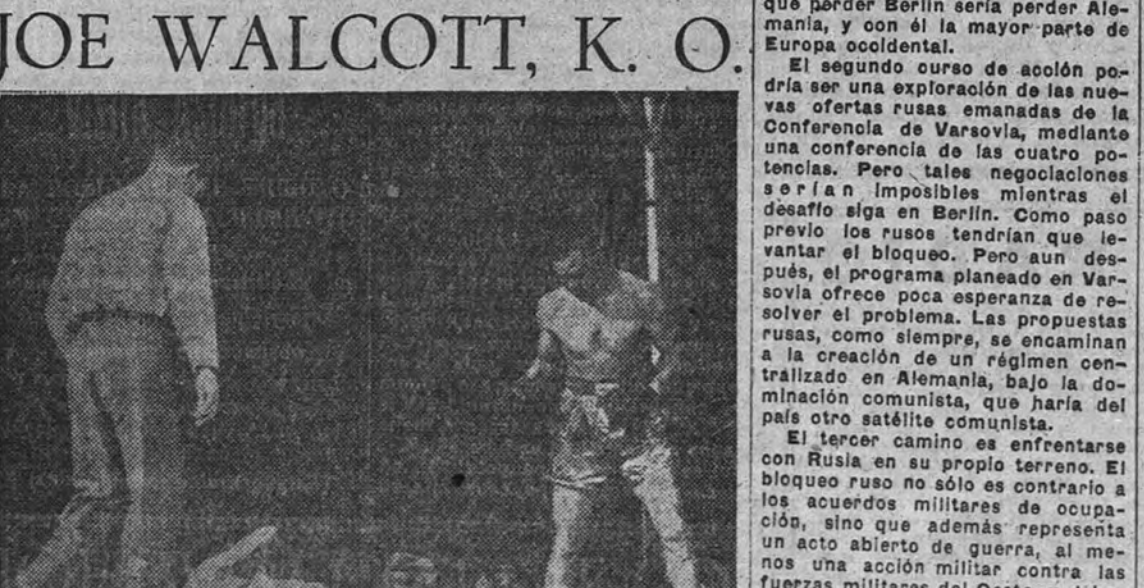 JOE WALCOTT, K. O.
que perder Berlín sería perder Ale-
mania, y con él la mayor parte de
Europa occidental.
El segundo curso de acción po-
dría ser una exploración de las nue-
vas ofertas rusas emanadas de la
Conferencia de Varsovia, mediante
una conferencia de las cuatro po-
tencias. Pero tales negociaciones
serían imposibles mientras el
desafío siga en Berlín. Como paso
previo los rusos tendrían que le-
vantar el bloqueo. Pero aun des-
pués, el programa planeado en Var-
sovia ofrece poca esperanza de re-
solver el problema. Las propuestas
rusas, como siempre, se encaminan
a la creación de un régimen cen-
tralizado en Alemania, bajo la do-
minación comunista, que haría del
país otro satélite comunista.
El tercer camino es enfrentarse
con Rusia en su propio terreno. El
bloqueo ruso no sólo es contrario a
los acuerdos militares de ocupa-
ción, sino que además representa
un acto abierto de guerra, al me-
nos una acción militar contra las
fuerzas militares del